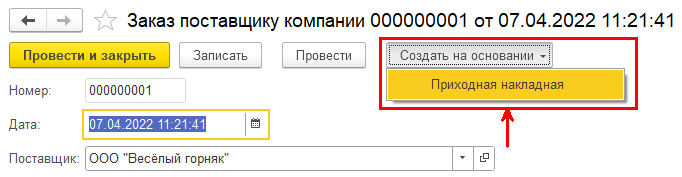 Заказ поставщику компании 000000001 от 07.04.2022 11:21:41
Провести и закрыть Записать Провести Создать на основании
Приходная накладная
Номер: 000000001
Дата: 07.04.2022 11:21:41
Поставщик: ООО "Весёлый горняк"